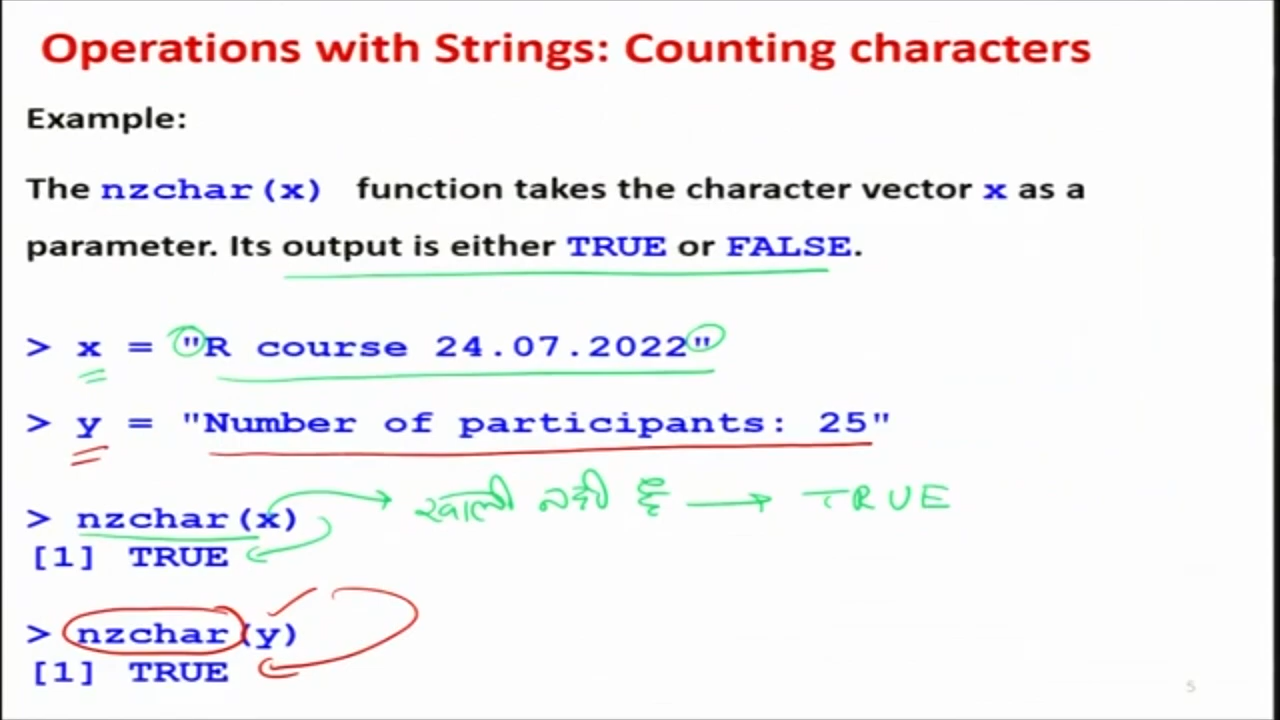 Operations with Strings: Counting characters
Example:
The nzchar(x) function takes the character vector x as a
parameter. Its output is either TRUE or FALSE.
> x = "R course 24.07.2022"
> y = "Number of participants: 25"
> nzchar(x) → खाली नही है → TRUE
[1] TRUE
> nzchar(y)
[1] TRUE
5